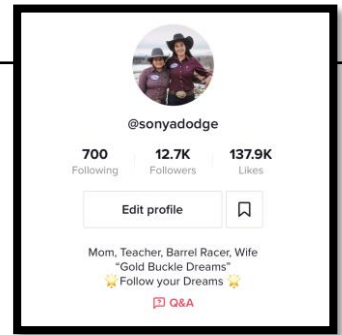 @sonyadodge
700 12.7K 137.9K
Following Followers Likes
Edit profile
Mom, Teacher, Barrel Racer, Wife
“Gold Buckle Dreams”
🌟Follow your Dreams 🌟
Q&A